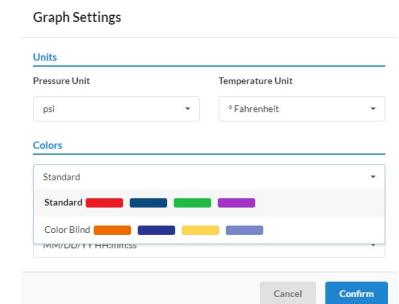 Graph Settings
Units
Pressure Unit Temperature Unit
psi ° Fahrenheit
Colors
Standard
Standard
Color Blind
MM/DD/YY HH:mm:ss
Cancel Confirm